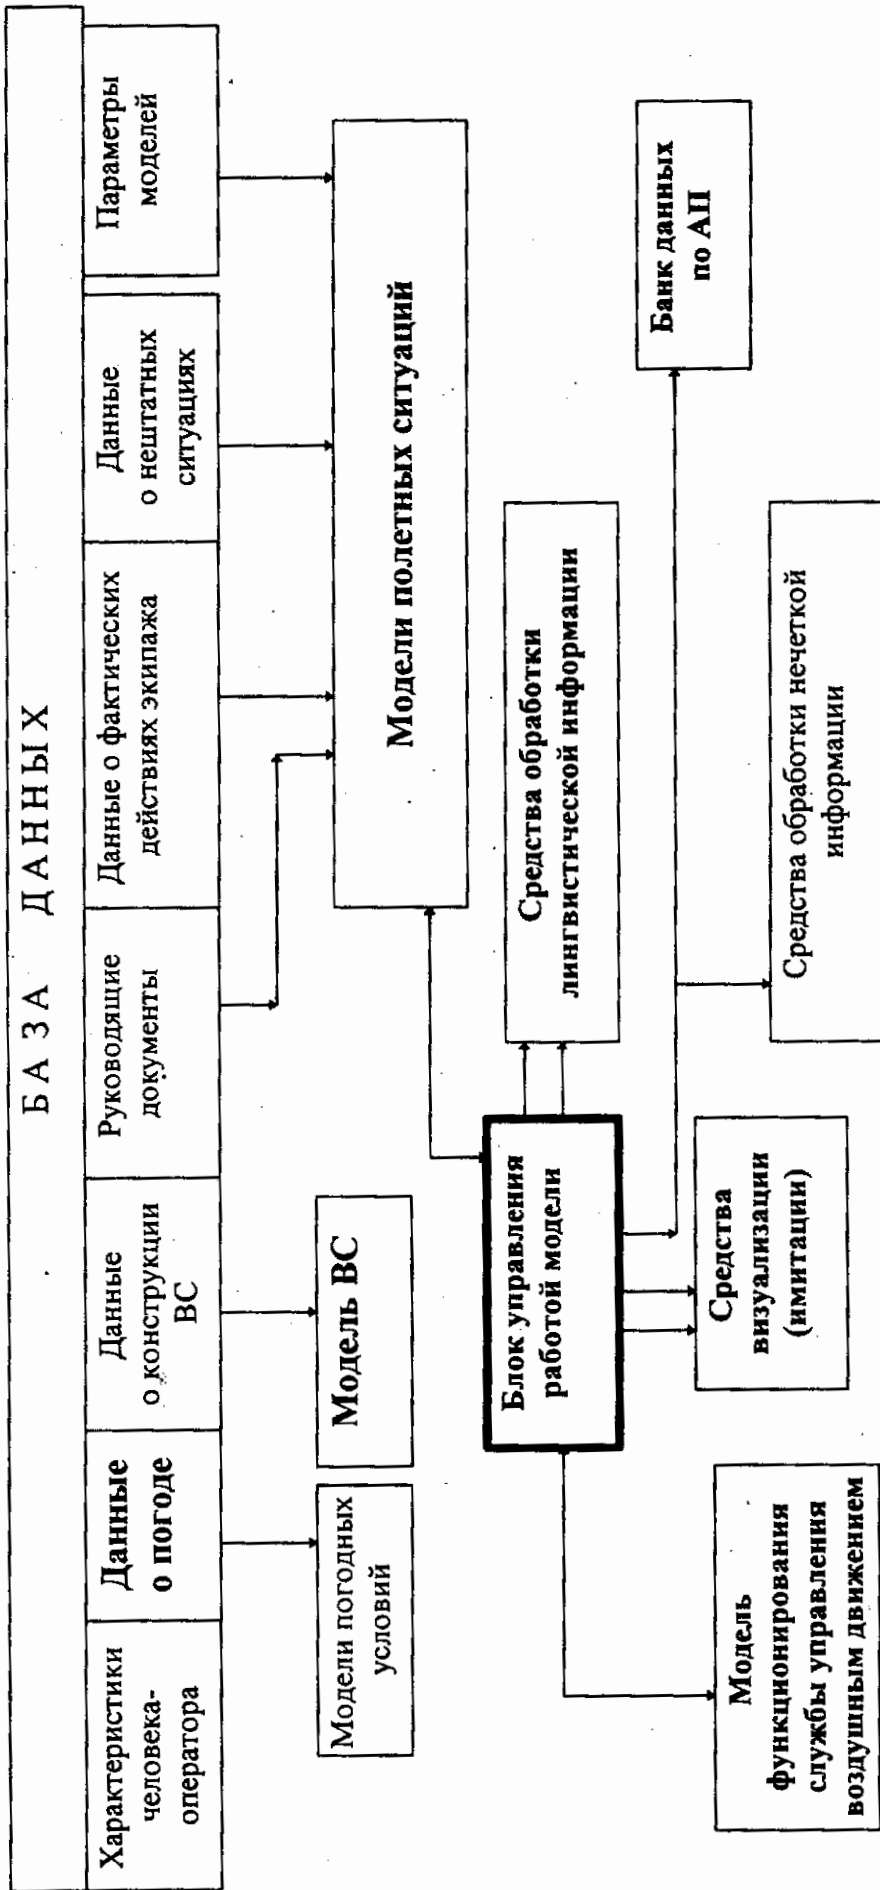 БАЗА ДАННЫХ
Характеристики
человека-
оператора
Данные
о погоде
Данные
о конструкции
ВС
Руководящие
документы
Данные о фактических
действиях экипажа
Данные
о нештатных
ситуациях
Параметры
моделей
Модели погодных
условий
Модель ВС
Модели полетных ситуаций
Блок управления
работой модели
Средства обработки
лингвистической информации
Банк данных
по АП
Модель
функционирования
службы управления
воздушным движением
Средства
визуализации
(имитации)
Средства обработки нечеткой
информации